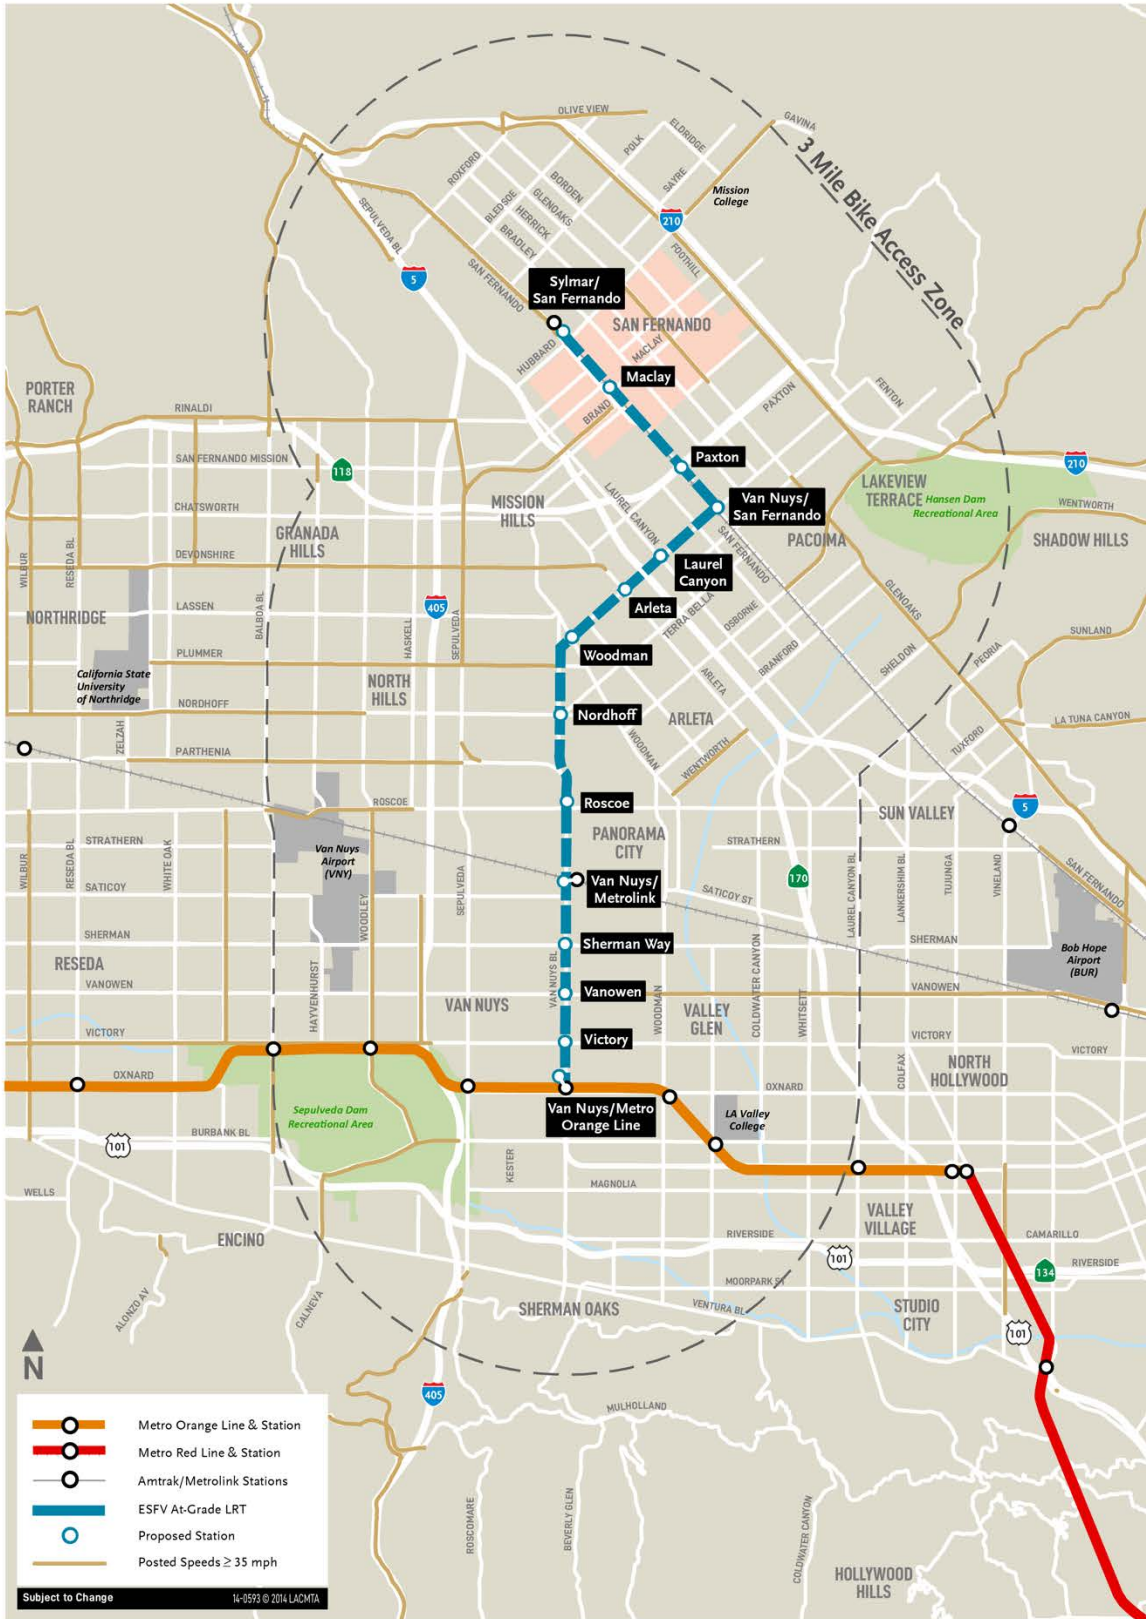 OLIVE VIEW
GAVINA
ELDRIDGE
POLK
3 Mile Bike Access Zone
ROXFORD
BORDEN
SAYRE
Mission
College
GLENOAKS
BLEDSOE
HERRICK
BRADLEY
210
SEPULVEDA BL
FOOTHILL
5
SAN FERNANDO
Sylmar/
San Fernando
SAN FERNANDO
HUBBARD
MACLAY
Maclay
PORTER
RANCH
BRAND
PAXTON
FENTON
RINALDI
SAN FERNANDO MISSION
118
Paxton
210
LAKEVIEW
TERRACE
Hansen Dam
Recreational Area
CHATSWORTH
MISSION
HILLS
LAUREL CANYON
Van Nuys/
San Fernando
WENTWORTH
GRANADA
HILLS
SAN FERNANDO
PACOIMA
SHADOW HILLS
DEVONSHIRE
WILBUR
RESEDA BL
Laurel
Canyon
GLENOAKS
NORTHRIDGE
LASSEN
BALBOA BL
HASKELL
405
SEPULVEDA
Arleta
TERRA BELLA
OSBORNE
SUNLAND
PLUMMER
Woodman
BRANFORD
SHELDON
PEORIA
California State
University
of Northridge
NORTH
HILLS
ARLETA
NORDHOFF
Nordhoff
ARLETA
LA TUNA CANYON
ZELZAH
PARTHENIA
WOODMAN
WENTWORTH
TUXFORD
ROSCOE
Roscoe
SUN VALLEY
5
STRATHERN
Van Nuys
Airport
(VNY)
PANORAMA
CITY
STRATHERN
WILBUR
RESEDA BL
WHITE OAK
SATICOY
WOODLEY
SEPULVEDA
Van Nuys/
Metrolink
SATICOY ST
170
LAUREL CANYON BL
LANKERSHIM BL
TUJUNGA
VINELAND
SAN FERNANDO
SHERMAN
Sherman Way
SHERMAN
Bob Hope
Airport
(BUR)
RESEDA
VANOWEN
HAYVENHURST
VAN NUYS
VAN NUYS BL
Vanowen
WOODMAN
VALLEY
GLEN
COLDWATER CANYON
WHITSETT
VANOWEN
VICTORY
Victory
VICTORY
VICTORY
COLFAX
NORTH
HOLLYWOOD
OXNARD
OXNARD
Sepulveda Dam
Recreational Area
Van Nuys/Metro
Orange Line
LA Valley
College
BURBANK BL
101
KESTER
WELLS
MAGNOLIA
VALLEY
VILLAGE
ENCINO
RIVERSIDE
101
CAMARILLO
RIVERSIDE
134
ALONZO AV
CALNEVA
SHERMAN OAKS
MOORPARK ST
VENTURA BL
STUDIO
CITY
101
N
405
MULHOLLAND
ROSCOMARE
BEVERLY GLEN
COLDWATER CANYON
HOLLYWOOD
HILLS
Metro Orange Line & Station
Metro Red Line & Station
Amtrak/Metrolink Stations
ESFV At-Grade LRT
Proposed Station
Posted Speeds ≥ 35 mph
Subject to Change
14-0593 © 2014 LACMTA